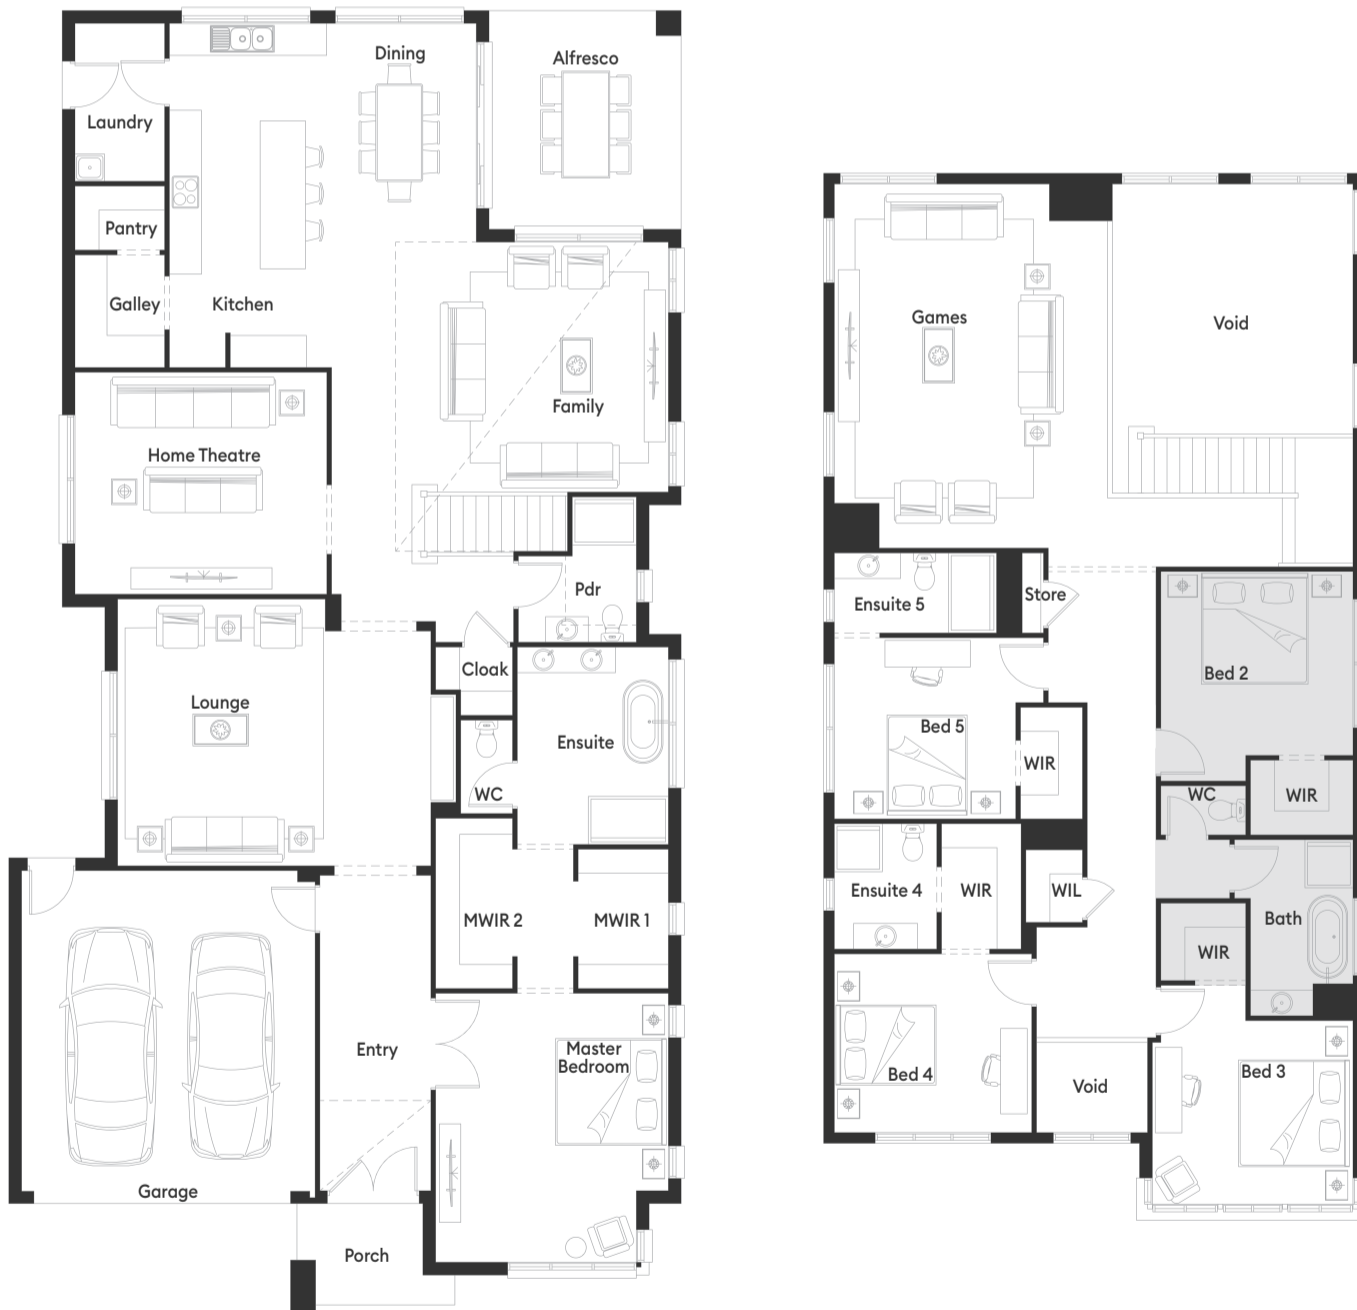 Dining
Alfresco
Laundry
Pantry
Galley
Kitchen
Family
Home Theatre
Pdr
Cloak
Lounge
Ensuite
WC
MWIR 2
MWIR 1
Entry
Master
Bedroom
Garage
Porch
Games
Void
Ensuite 5
Store
Bed 2
Bed 5
WIR
WC
WIR
Ensuite 4
WIR
WIL
Bath
WIR
Bed 4
Void
Bed 3